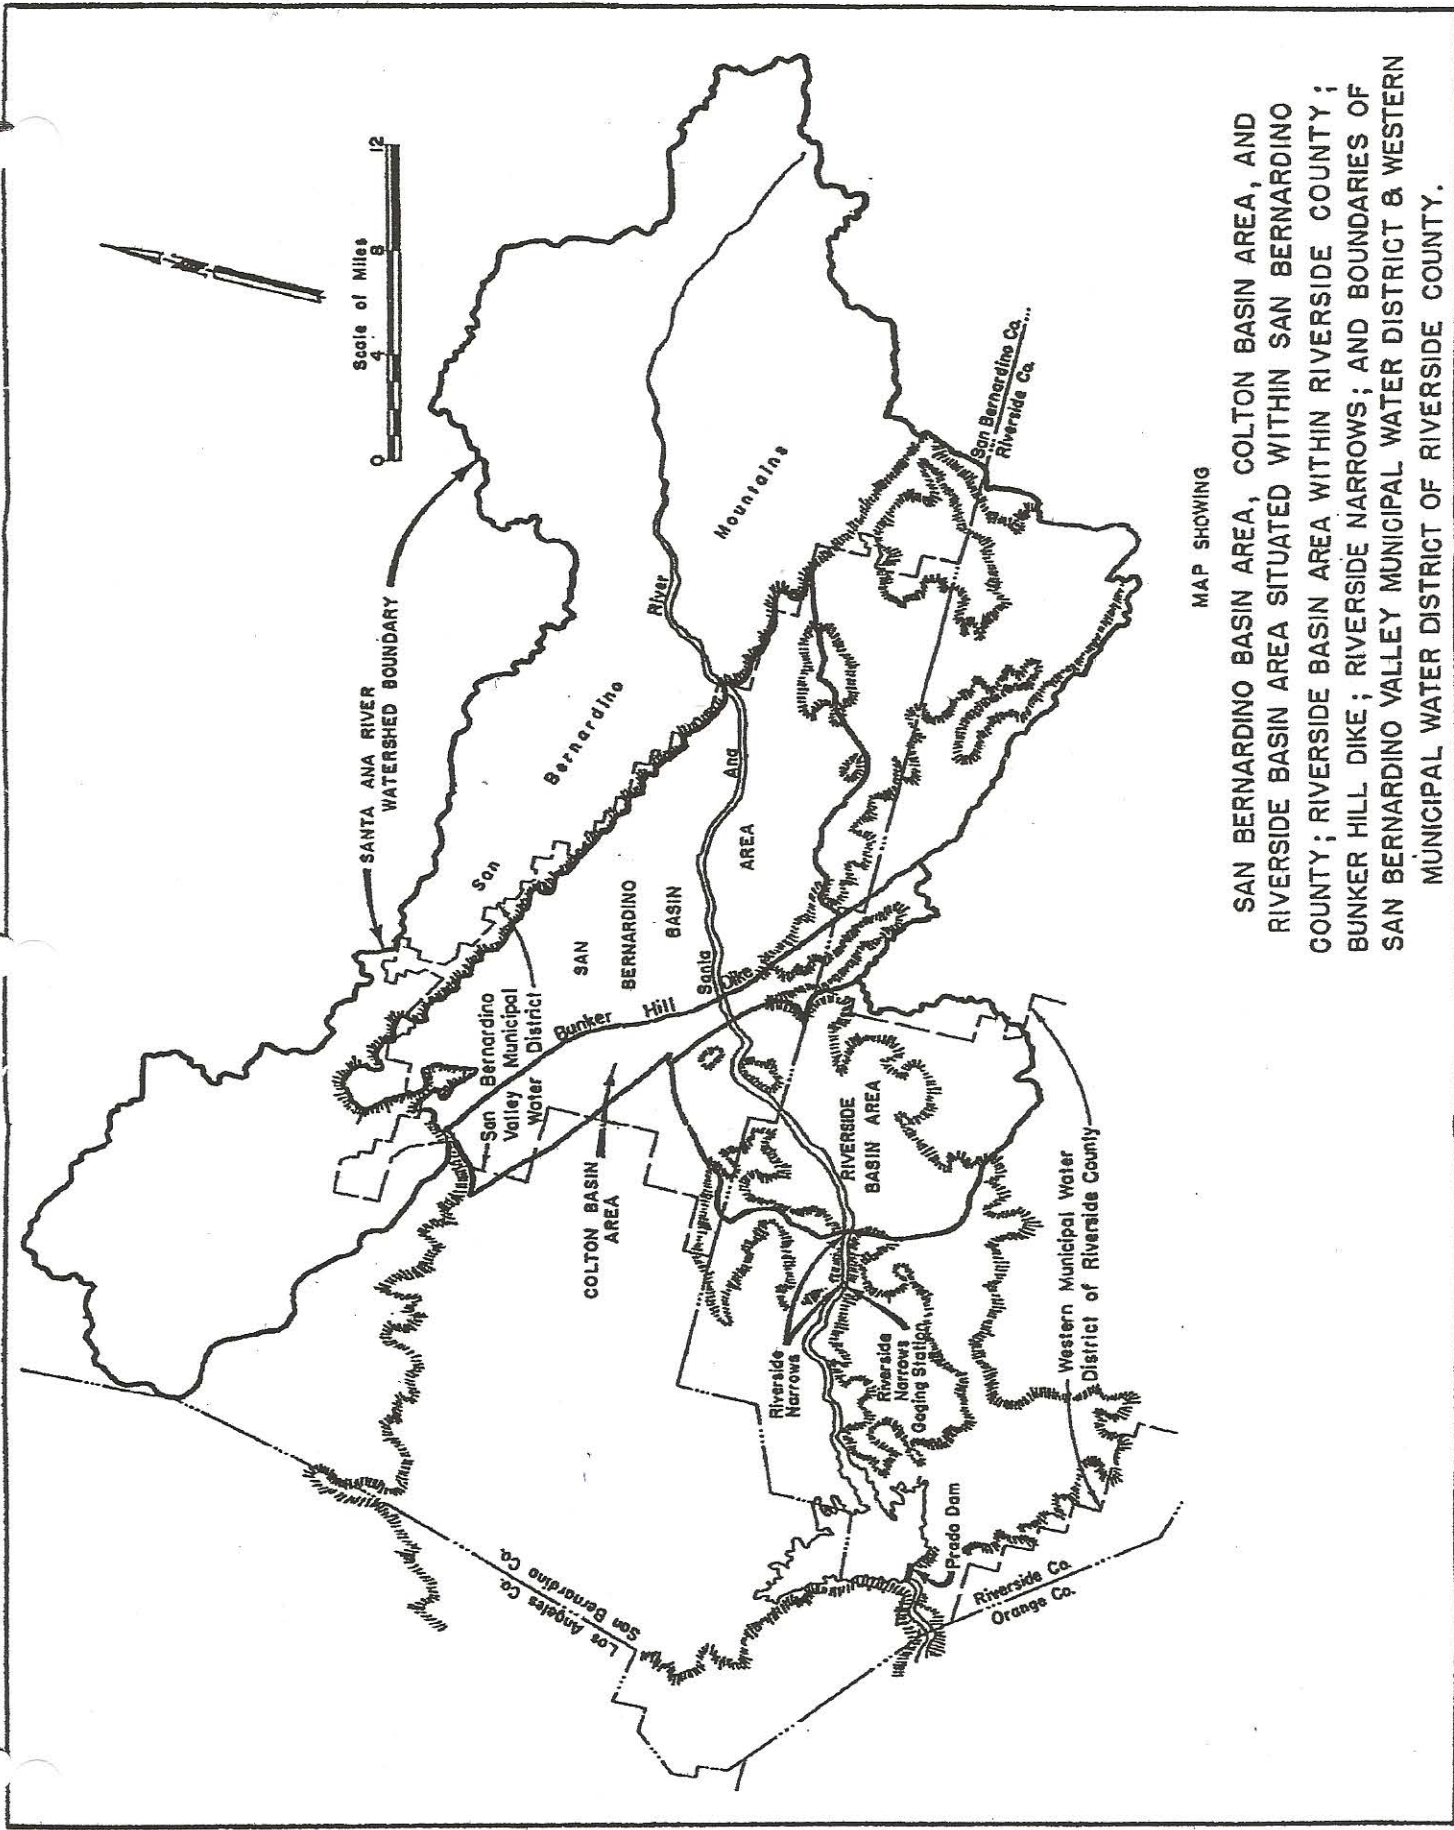 Scale of Miles
0 4 8 12
SANTA ANA RIVER
WATERSHED BOUNDARY
San
Bernardino
Mountains
River
Ana
Santa
SAN
BERNARDINO
BASIN
AREA
San Bernardino
Valley Municipal
Water District
Bunker Hill Dike
COLTON BASIN
AREA
RIVERSIDE
BASIN AREA
San Bernardino Co.
Riverside Co.
Riverside
Narrows
Riverside
Narrows
Gaging Station
Western Municipal Water
District of Riverside County
Prado Dam
Los Angeles Co.
San Bernardino Co.
Riverside Co.
Orange Co.
MAP SHOWING
SAN BERNARDINO BASIN AREA, COLTON BASIN AREA, AND
RIVERSIDE BASIN AREA SITUATED WITHIN SAN BERNARDINO
COUNTY; RIVERSIDE BASIN AREA WITHIN RIVERSIDE COUNTY;
BUNKER HILL DIKE; RIVERSIDE NARROWS; AND BOUNDARIES OF
SAN BERNARDINO VALLEY MUNICIPAL WATER DISTRICT & WESTERN
MUNICIPAL WATER DISTRICT OF RIVERSIDE COUNTY.